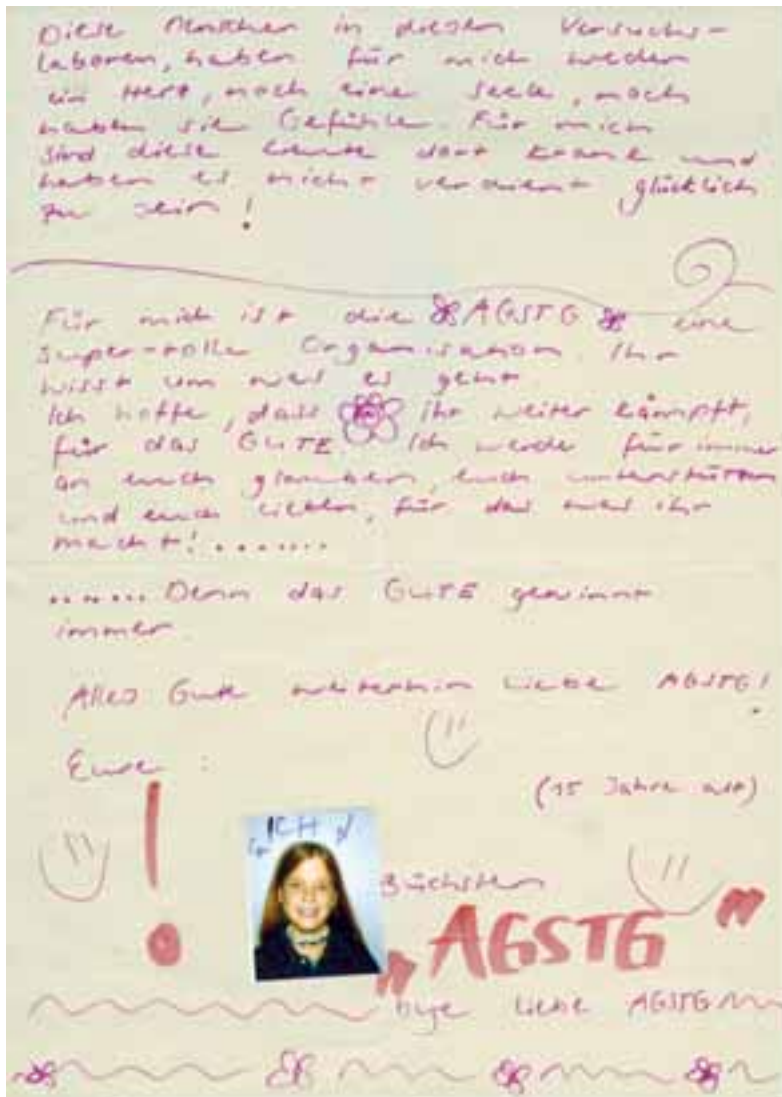 Diese Menschen in diesen Versuchs-
laboren, haben für mich weder
ein Herz, noch eine Seele, noch
haben sie Gefühle. Für mich
sind diese Leute dort krank und
haben es nicht verdient glücklich
zu sein!
Für mich ist die AGSTG eine
super-tolle Organisation. Ihr
wisst um was es geht.
Ich hoffe, dass ihr weiter kämpft,
für das GUTE. Ich werde für immer
an euch glauben, euch unterstützen
und euch lieben, für das was ihr
macht!.......
....... Denn das GUTE gewinnt
immer.
Alles Gute weiterhin liebe AGSTG!
Eure :
(15 Jahre alt)
ICH
"AGSTG"
bye liebe AGSTG